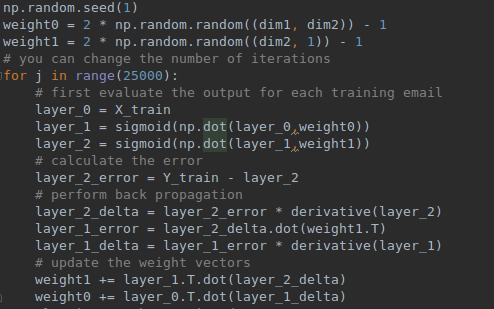 np.random.seed(1)
weight0 = 2 * np.random.random((dim1, dim2)) - 1
weight1 = 2 * np.random.random((dim2, 1)) - 1
# you can change the number of iterations
for j in range(25000):
    # first evaluate the output for each training email
    layer_0 = X_train
    layer_1 = sigmoid(np.dot(layer_0,weight0))
    layer_2 = sigmoid(np.dot(layer_1,weight1))
    # calculate the error
    layer_2_error = Y_train - layer_2
    # perform back propagation
    layer_2_delta = layer_2_error * derivative(layer_2)
    layer_1_error = layer_2_delta.dot(weight1.T)
    layer_1_delta = layer_1_error * derivative(layer_1)
    # update the weight vectors
    weight1 += layer_1.T.dot(layer_2_delta)
    weight0 += layer_0.T.dot(layer_1_delta)